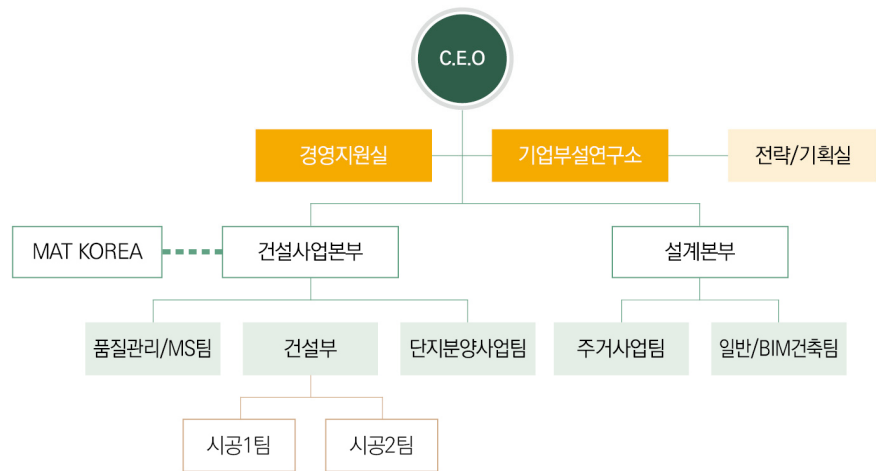 C.E.O
경영지원실
기업부설연구소
전략/기획실
MAT KOREA
건설사업본부
설계본부
품질관리/MS팀
건설부
단지분양사업팀
주거사업팀
일반/BIM건축팀
시공1팀
시공2팀